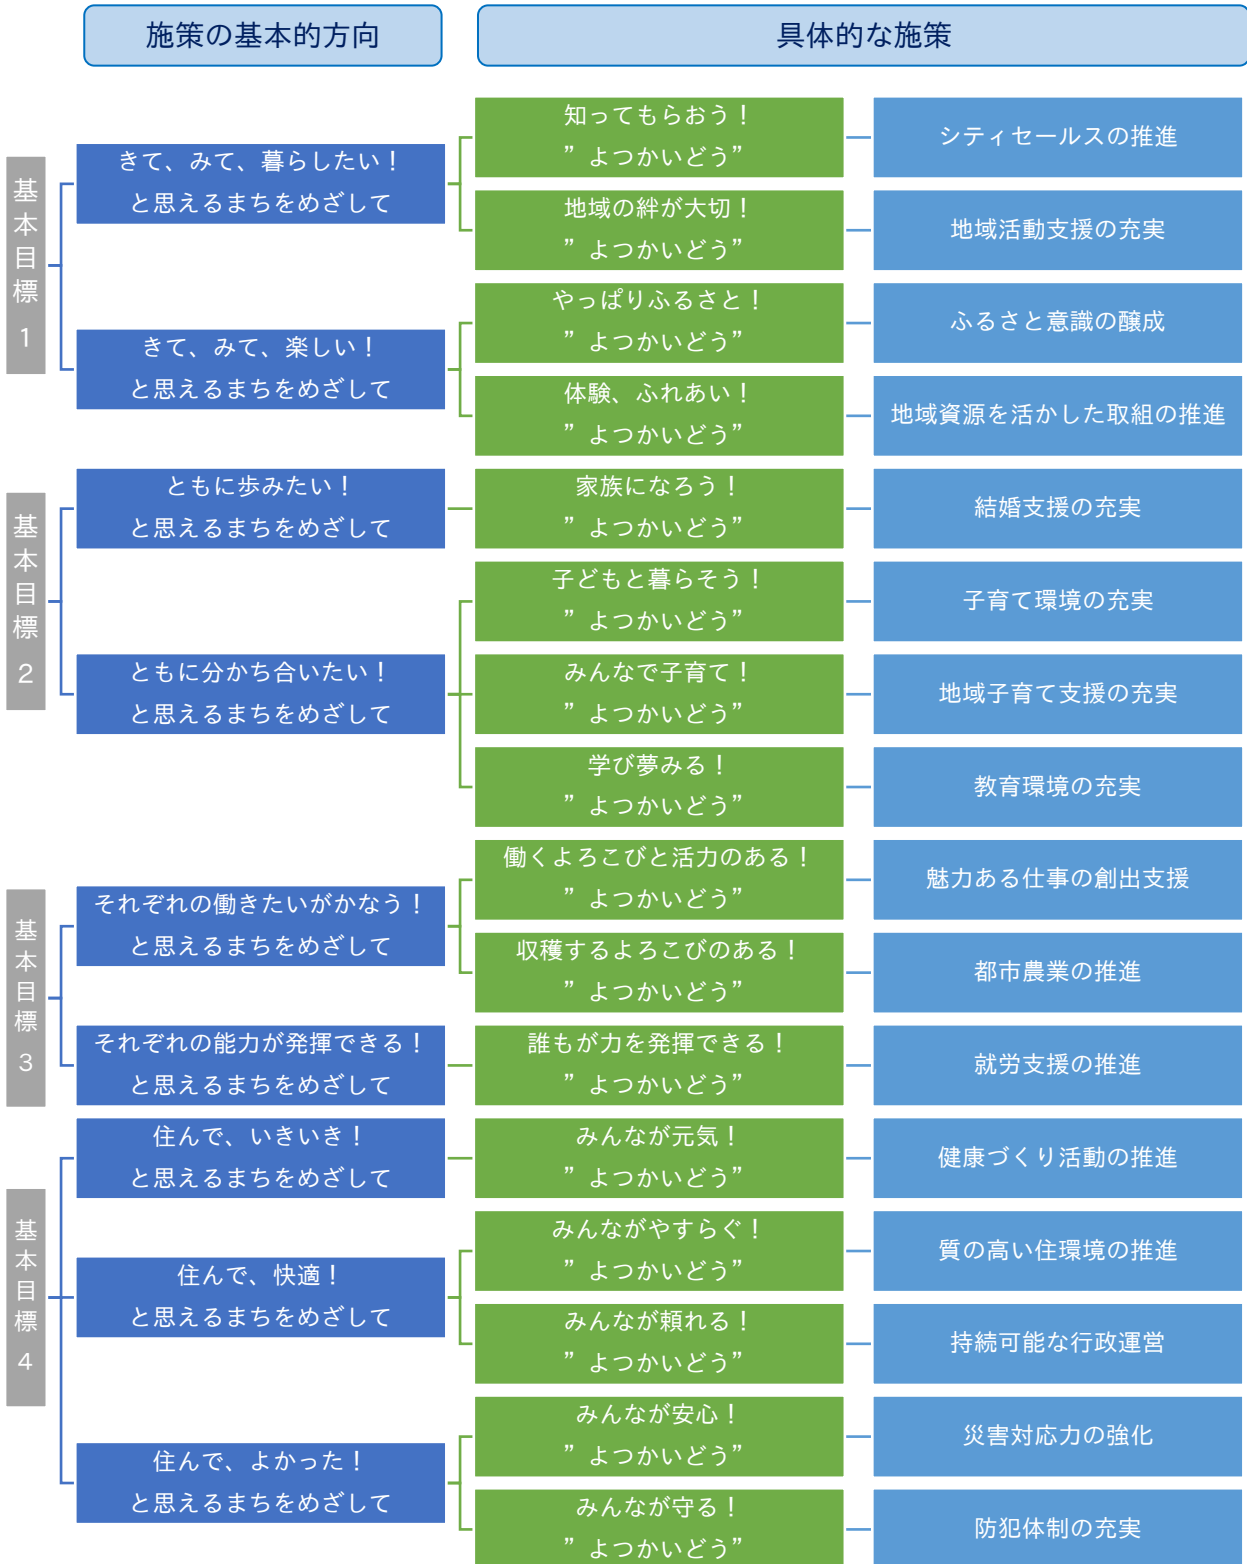 施策の基本的方向
具体的な施策
基本目標1
きて、みて、暮らしたい！
と思えるまちをめざして
知ってもらおう！
”よつかいどう”
シティセールスの推進
地域の絆が大切！
”よつかいどう”
地域活動支援の充実
きて、みて、楽しい！
と思えるまちをめざして
やっぱりふるさと！
”よつかいどう”
ふるさと意識の醸成
体験、ふれあい！
”よつかいどう”
地域資源を活かした取組の推進
基本目標2
ともに歩みたい！
と思えるまちをめざして
家族になろう！
”よつかいどう”
結婚支援の充実
ともに分かち合いたい！
と思えるまちをめざして
子どもと暮らそう！
”よつかいどう”
子育て環境の充実
みんなで子育て！
”よつかいどう”
地域子育て支援の充実
学び夢みる！
”よつかいどう”
教育環境の充実
基本目標3
それぞれの働きたいがかなう！
と思えるまちをめざして
働くよろこびと活力のある！
”よつかいどう”
魅力ある仕事の創出支援
収穫するよろこびのある！
”よつかいどう”
都市農業の推進
それぞれの能力が発揮できる！
と思えるまちをめざして
誰もが力を発揮できる！
”よつかいどう”
就労支援の推進
基本目標4
住んで、いきいき！
と思えるまちをめざして
みんなが元気！
”よつかいどう”
健康づくり活動の推進
住んで、快適！
と思えるまちをめざして
みんながやすらぐ！
”よつかいどう”
質の高い住環境の推進
みんなが頼れる！
”よつかいどう”
持続可能な行政運営
住んで、よかった！
と思えるまちをめざして
みんなが安心！
”よつかいどう”
災害対応力の強化
みんなが守る！
”よつかいどう”
防犯体制の充実